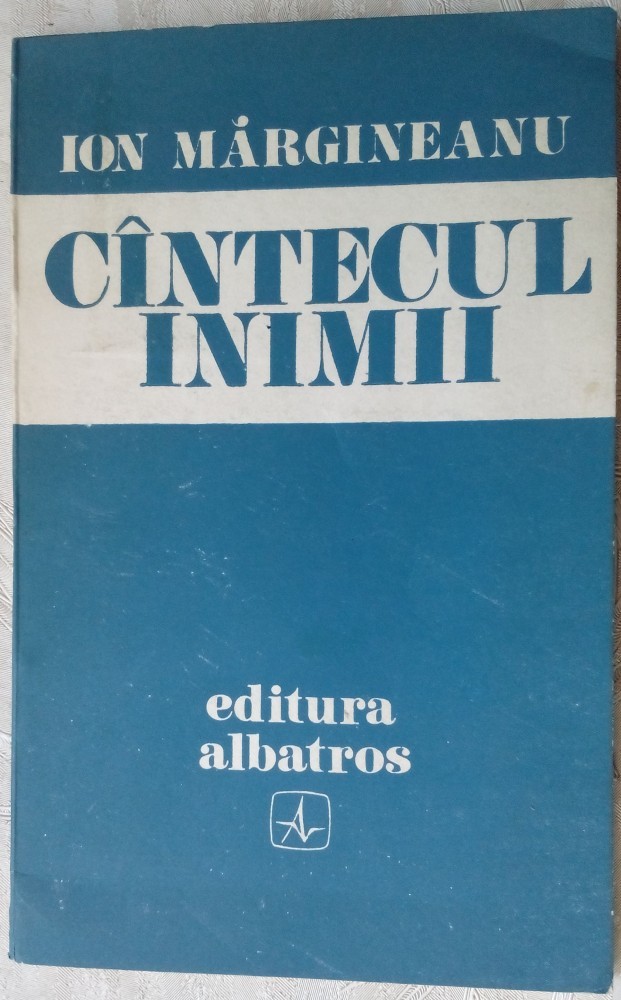 ION MĂRGINEANU
CÎNTECUL
INIMII
editura
albatros